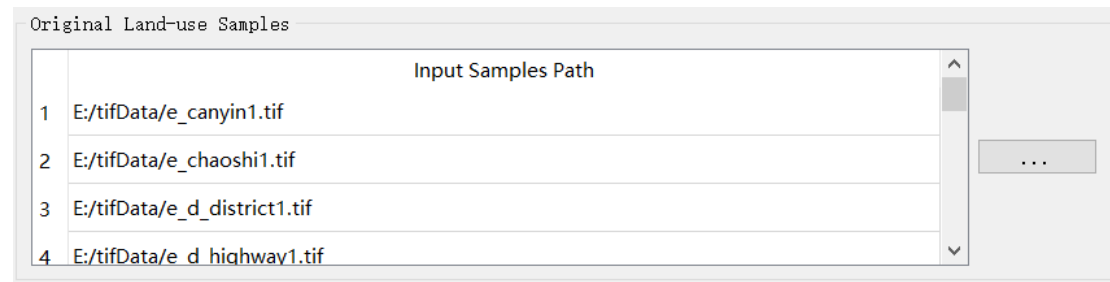 Original Land-use Samples
Input Samples Path
1 E:/tifData/e_canyin1.tif
2 E:/tifData/e_chaoshi1.tif
...
3 E:/tifData/e_d_district1.tif
4 E:/tifData/e_d_highway1.tif